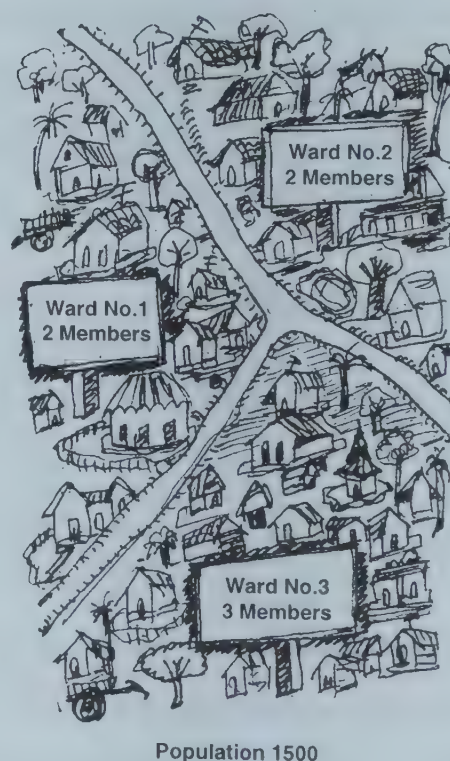 Ward No.2
2 Members
Ward No.1
2 Members
Ward No.3
3 Members
Population 1500